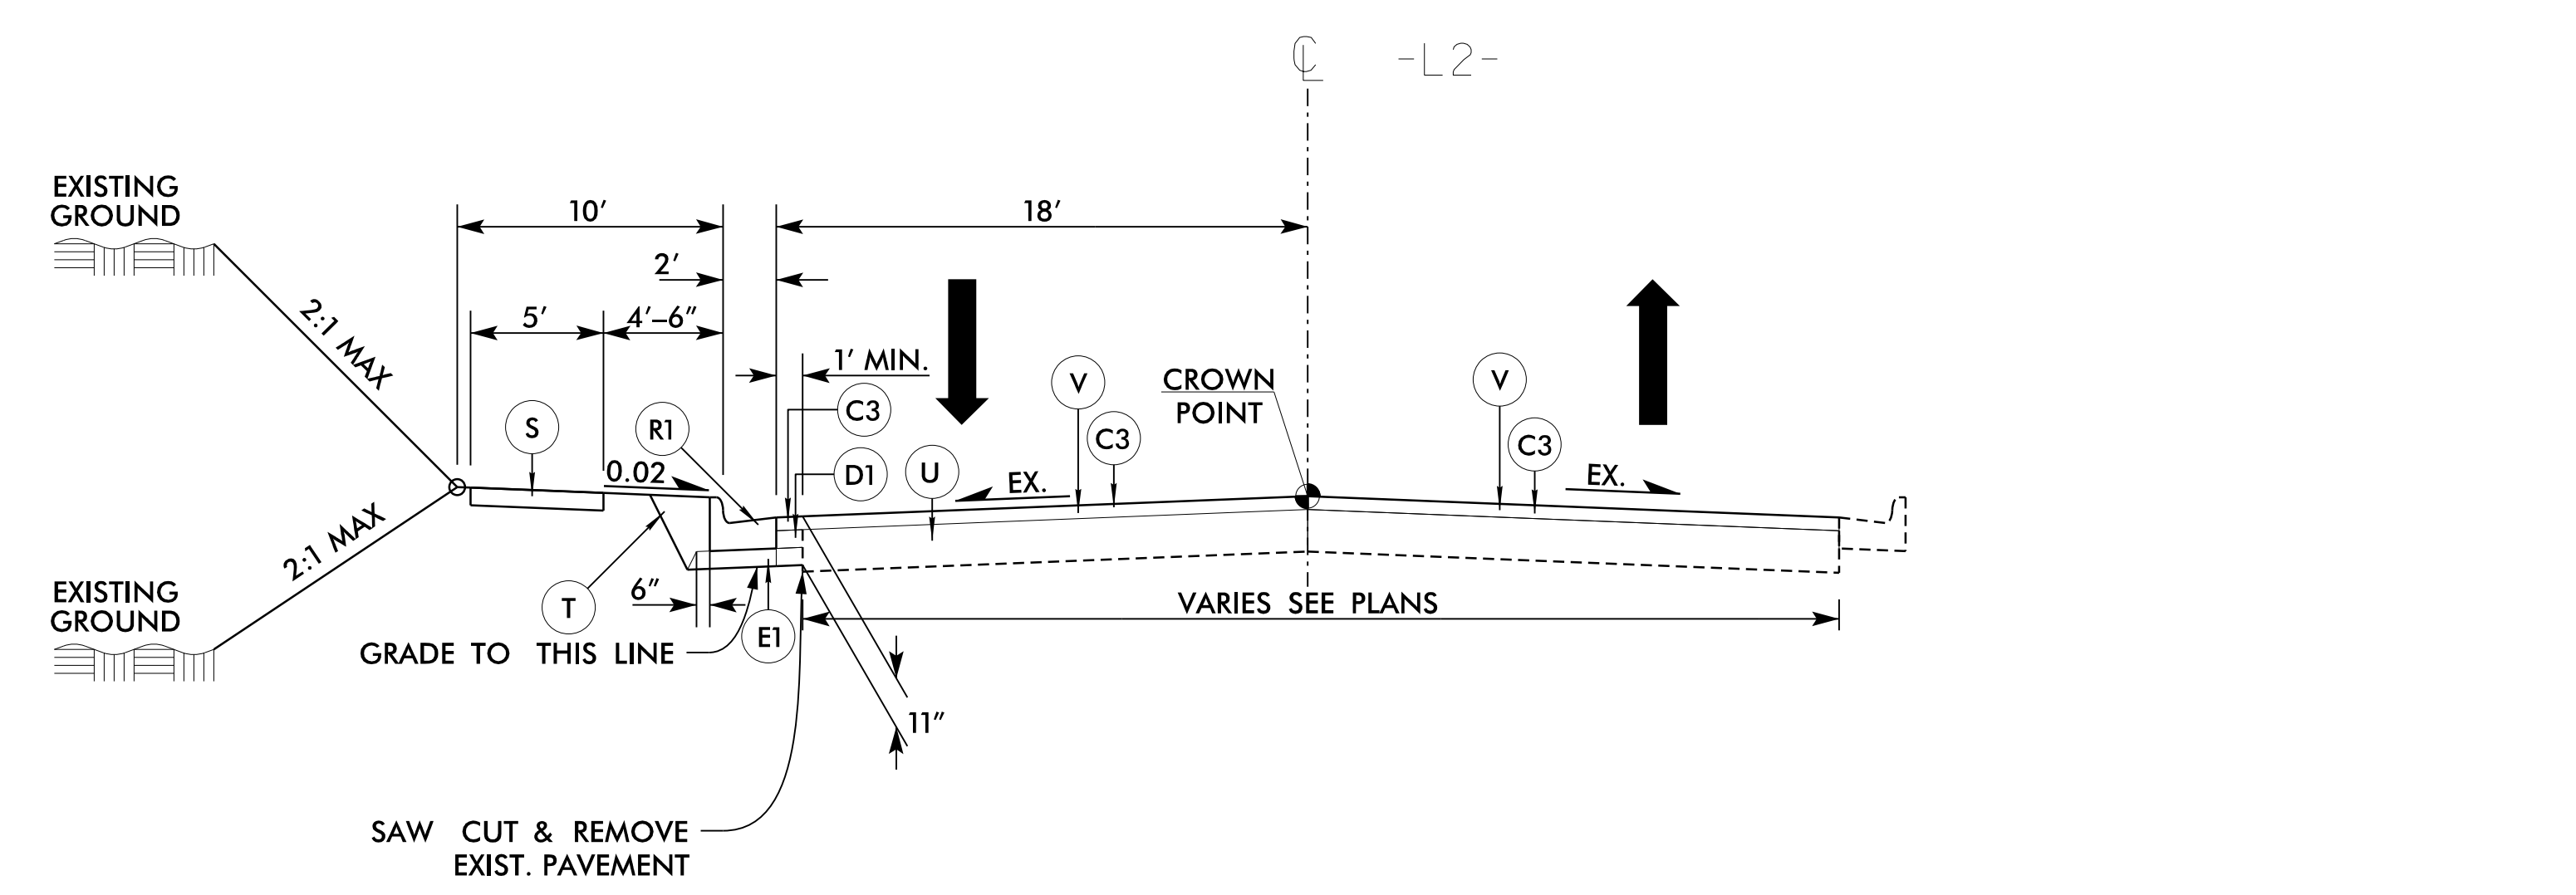 ℄ -L2-
EXISTING
GROUND
10’
18’
2’
2:1 MAX
5’
4’–6”
1’ MIN.
CROWN
POINT
V
V
C3
C3
C3
S
R1
0.02
D1
U
EX.
EX.
2:1 MAX
EXISTING
GROUND
6”
T
E1
VARIES SEE PLANS
GRADE TO THIS LINE
11”
SAW CUT & REMOVE
EXIST. PAVEMENT